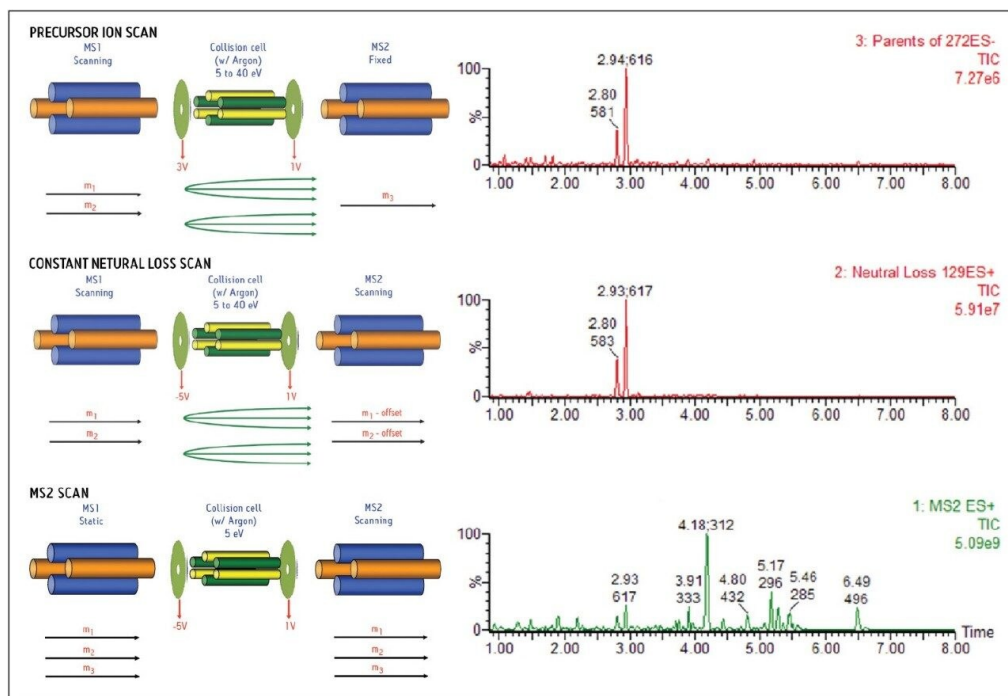 PRECURSOR ION SCAN
MS1
Scanning
Collision cell
(w/ Argon)
5 to 40 eV
MS2
Fixed
3V
1V
m1
m2
m3
3: Parents of 272ES-
TIC
7.27e6
2.94;616
2.80
581
100
%
0
1.00 2.00 3.00 4.00 5.00 6.00 7.00 8.00
CONSTANT NETURAL LOSS SCAN
MS1
Scanning
Collision cell
(w/ Argon)
5 to 40 eV
MS2
Scanning
-5V
1V
m1
m2
m1 - offset
m2 - offset
2: Neutral Loss 129ES+
TIC
5.91e7
2.93;617
2.80
583
100
%
0
1.00 2.00 3.00 4.00 5.00 6.00 7.00 8.00
MS2 SCAN
MS1
Static
Collision cell
(w/ Argon)
5 eV
MS2
Scanning
-5V
1V
m1
m2
m3
m1
m2
m3
1: MS2 ES+
TIC
5.09e9
4.18;312
2.93
617
3.91
333
4.80
432
5.17
296
5.46
285
6.49
496
100
%
0
Time
1.00 2.00 3.00 4.00 5.00 6.00 7.00 8.00